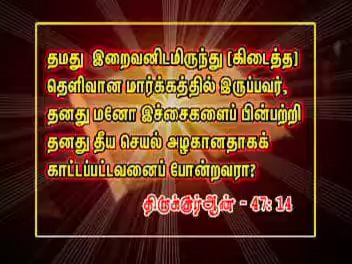 தமது இறைவனிடமிருந்து [கிடைத்த]
தெளிவான மார்க்கத்தில் இருப்பவர்,
தனது மனோ இச்சைகளைப் பின்பற்றி
தனது தீய செயல் அழகானதாகக்
காட்டப்பட்டவனைப் போன்றவரா?
திருக்குர்ஆன் - 47: 14